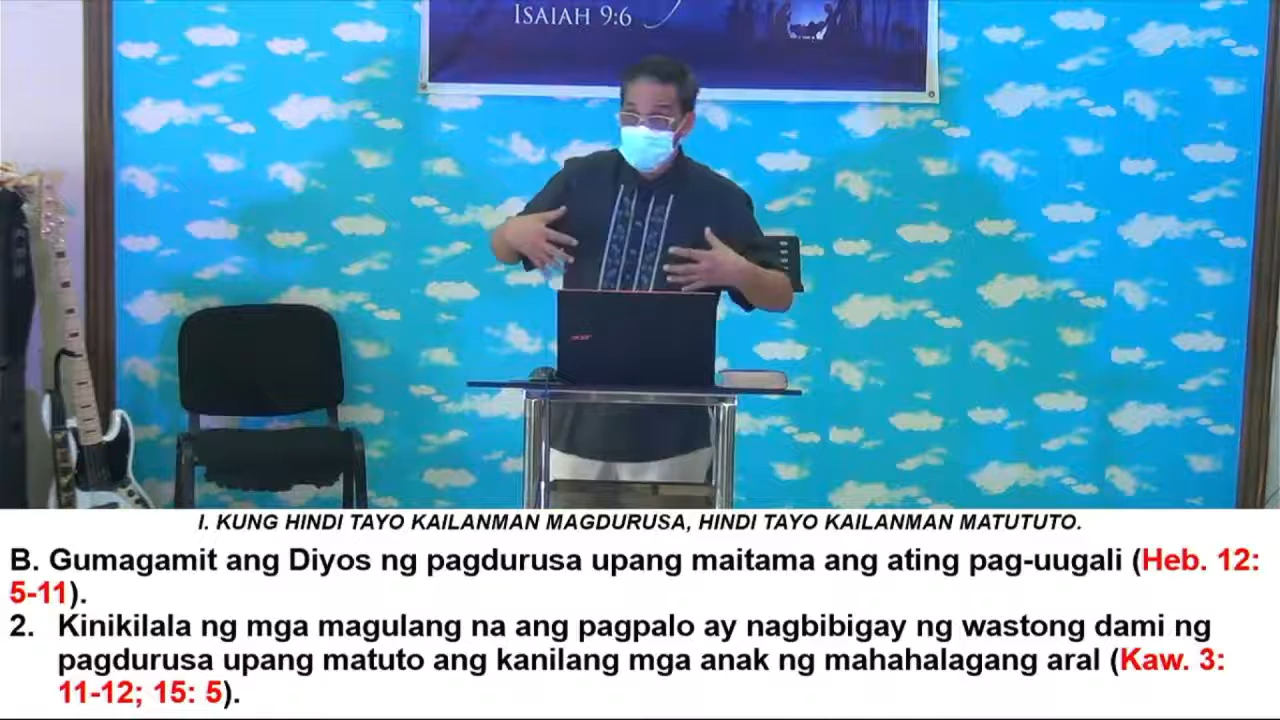 ISAIAH 9:6
acer
I. KUNG HINDI TAYO KAILANMAN MAGDURUSA, HINDI TAYO KAILANMAN MATUTUTO.
B. Gumagamit ang Diyos ng pagdurusa upang maitama ang ating pag-uugali (Heb. 12:
5-11).
2. Kinikilala ng mga magulang na ang pagpalo ay nagbibigay ng wastong dami ng
pagdurusa upang matuto ang kanilang mga anak ng mahahalagang aral (Kaw. 3:
11-12; 15: 5).